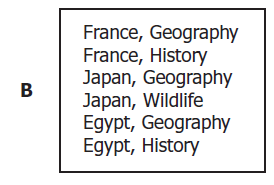 B
France, Geography
France, History
Japan, Geography
Japan, Wildlife
Egypt, Geography
Egypt, History